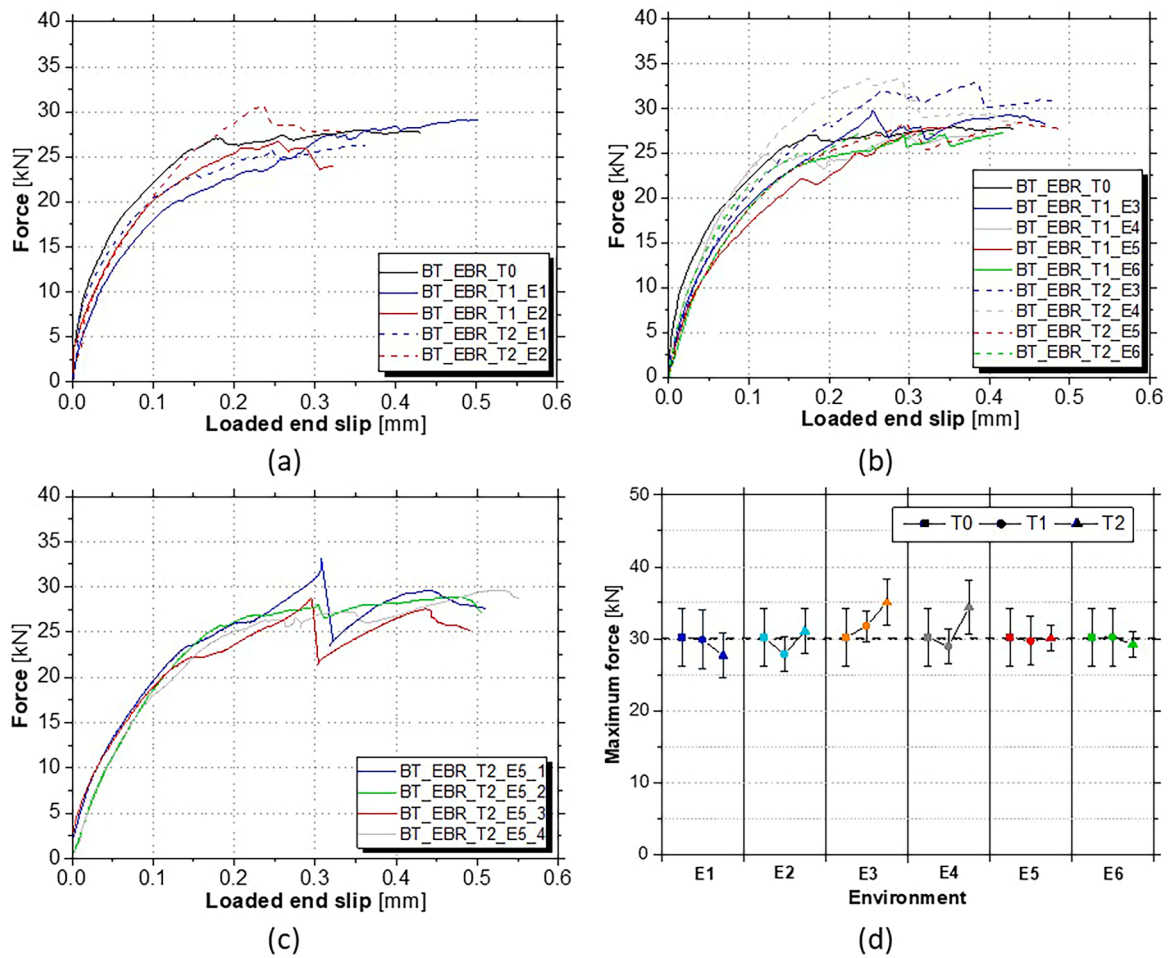 40
35
30
25
20
15
10
5
0
Force [kN]
BT_EBR_T0
BT_EBR_T1_E1
BT_EBR_T1_E2
BT_EBR_T2_E1
BT_EBR_T2_E2
0.0 0.1 0.2 0.3 0.4 0.5 0.6
Loaded end slip [mm]
(a)
40
35
30
25
20
15
10
5
0
Force [kN]
BT_EBR_T0
BT_EBR_T1_E3
BT_EBR_T1_E4
BT_EBR_T1_E5
BT_EBR_T1_E6
BT_EBR_T2_E3
BT_EBR_T2_E4
BT_EBR_T2_E5
BT_EBR_T2_E6
0.0 0.1 0.2 0.3 0.4 0.5 0.6
Loaded end slip [mm]
(b)
40
35
30
25
20
15
10
5
0
Force [kN]
BT_EBR_T2_E5_1
BT_EBR_T2_E5_2
BT_EBR_T2_E5_3
BT_EBR_T2_E5_4
0.0 0.1 0.2 0.3 0.4 0.5 0.6
Loaded end slip [mm]
(c)
50
40
30
20
10
0
Maximum force [kN]
T0 T1 T2
E1 E2 E3 E4 E5 E6
Environment
(d)